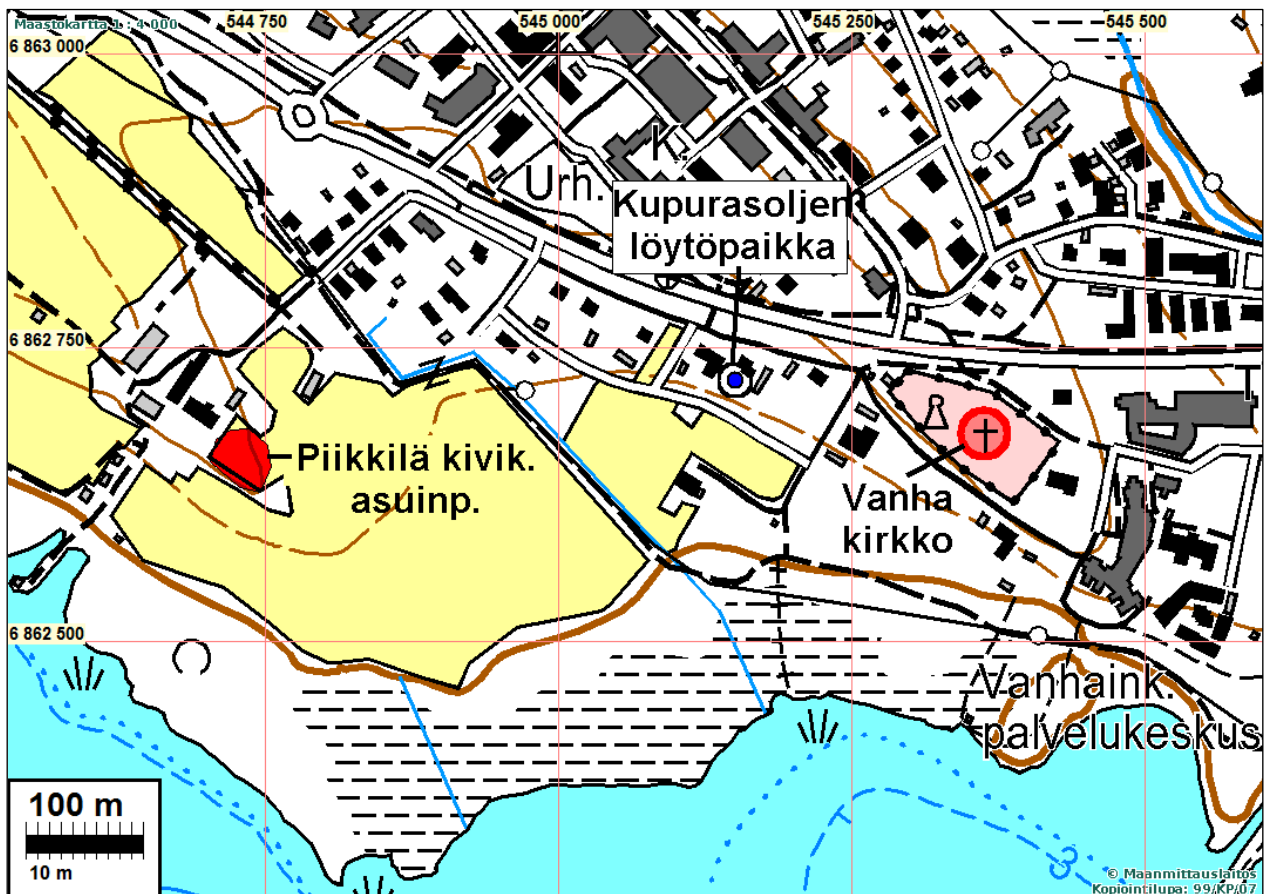 Maastokartta 1 : 4 000
544 750
545 000
545 250
545 500
6 863 000
K.
Urh.
Kupurasoljen
löytöpaikka
6 862 750
Piikkilä kivik.
asuinp.
Vanha
kirkko
6 862 500
Vanhaink.
palvelukeskus
100 m
10 m
3
© Maanmittauslaitos
Kopiointilupa: 99/KP/07